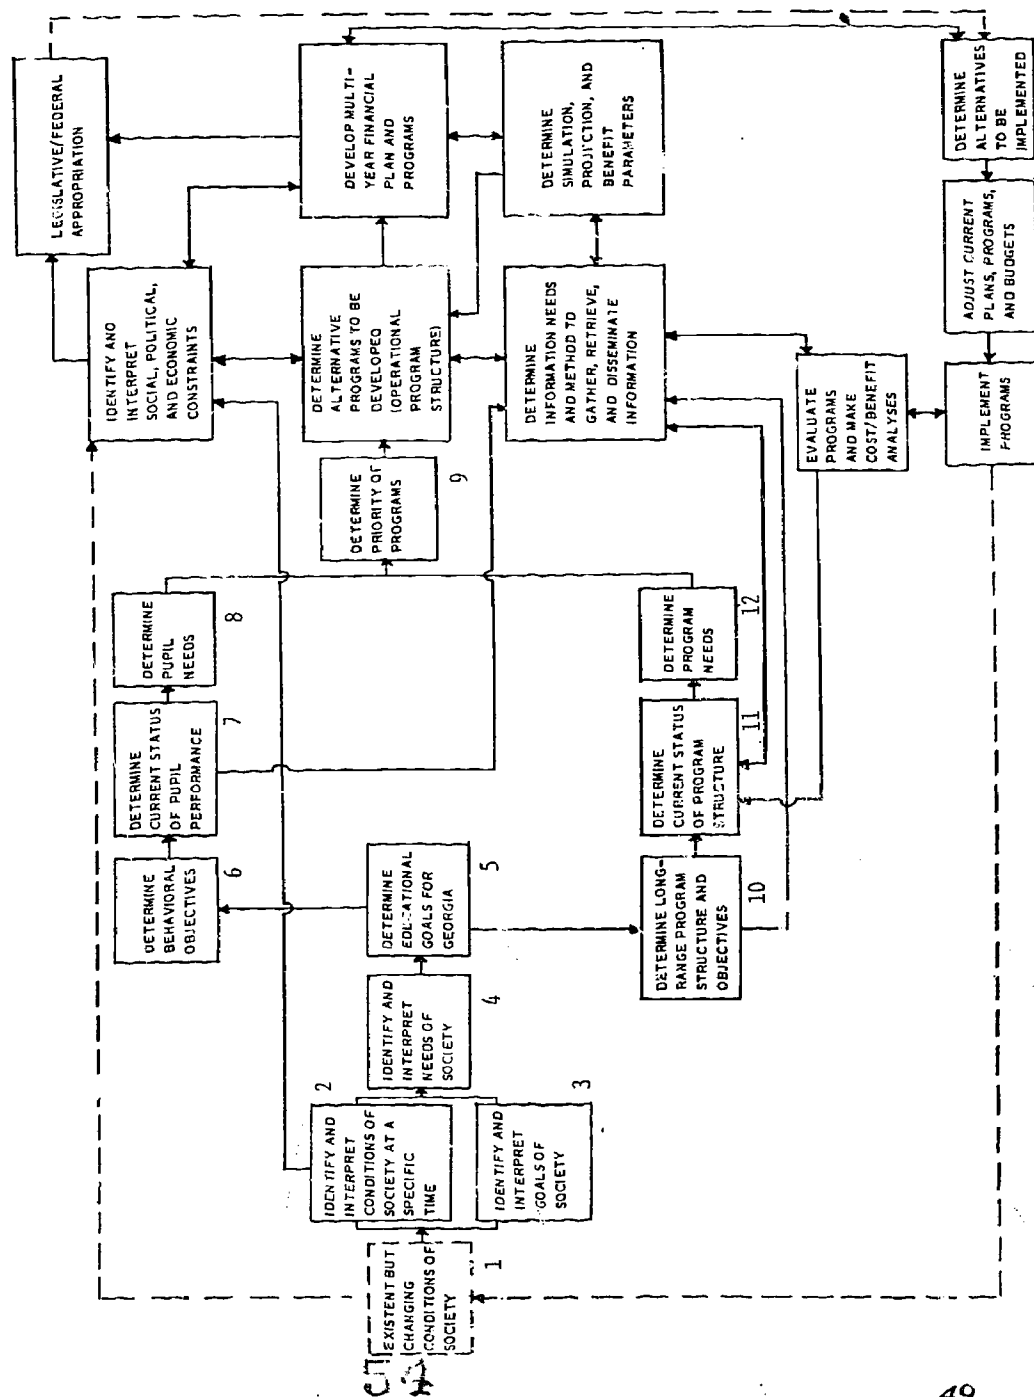 EXISTENT BUT
CHANGING
CONDITIONS OF
SOCIETY
1
IDENTIFY AND
INTERPRET
CONDITIONS OF
SOCIETY AT A
SPECIFIC
TIME
2
IDENTIFY AND
INTERPRET
GOALS OF
SOCIETY
3
IDENTIFY AND
INTERPRET
NEEDS OF
SOCIETY
4
DETERMINE
EDUCATIONAL
GOALS FOR
GEORGIA
5
DETERMINE
BEHAVIORAL
OBJECTIVES
6
DETERMINE
CURRENT STATUS
OF PUPIL
PERFORMANCE
7
DETERMINE
PUPIL
NEEDS
8
DETERMINE
PRIORITY OF
PROGRAMS
9
DETERMINE LONG-
RANGE PROGRAM
STRUCTURE AND
OBJECTIVES
10
DETERMINE
CURRENT STATUS
OF PROGRAM
STRUCTURE
11
DETERMINE
PROGRAM
NEEDS
12
IDENTIFY AND
INTERPRET
SOCIAL, POLITICAL,
AND ECONOMIC
CONSTRAINTS
DETERMINE
ALTERNATIVE
PROGRAMS TO BE
DEVELOPED
(OPERATIONAL
PROGRAM
STRUCTURE)
DETERMINE
INFORMATION NEEDS
AND METHOD TO
GATHER, RETRIEVE,
AND DISSEMINATE
INFORMATION
EVALUATE
PROGRAMS
AND MAKE
COST/BENEFIT
ANALYSES
IMPLEMENT
PROGRAMS
LEGISLATIVE/FEDERAL
APPROPRIATION
DEVELOP MULTI-
YEAR FINANCIAL
PLAN AND
PROGRAMS
DETERMINE
SIMULATION,
PROJECTION, AND
BENEFIT
PARAMETERS
DETERMINE
ALTERNATIVES
TO BE
IMPLEMENTED
ADJUST CURRENT
PLANS, PROGRAMS,
AND BUDGETS
49